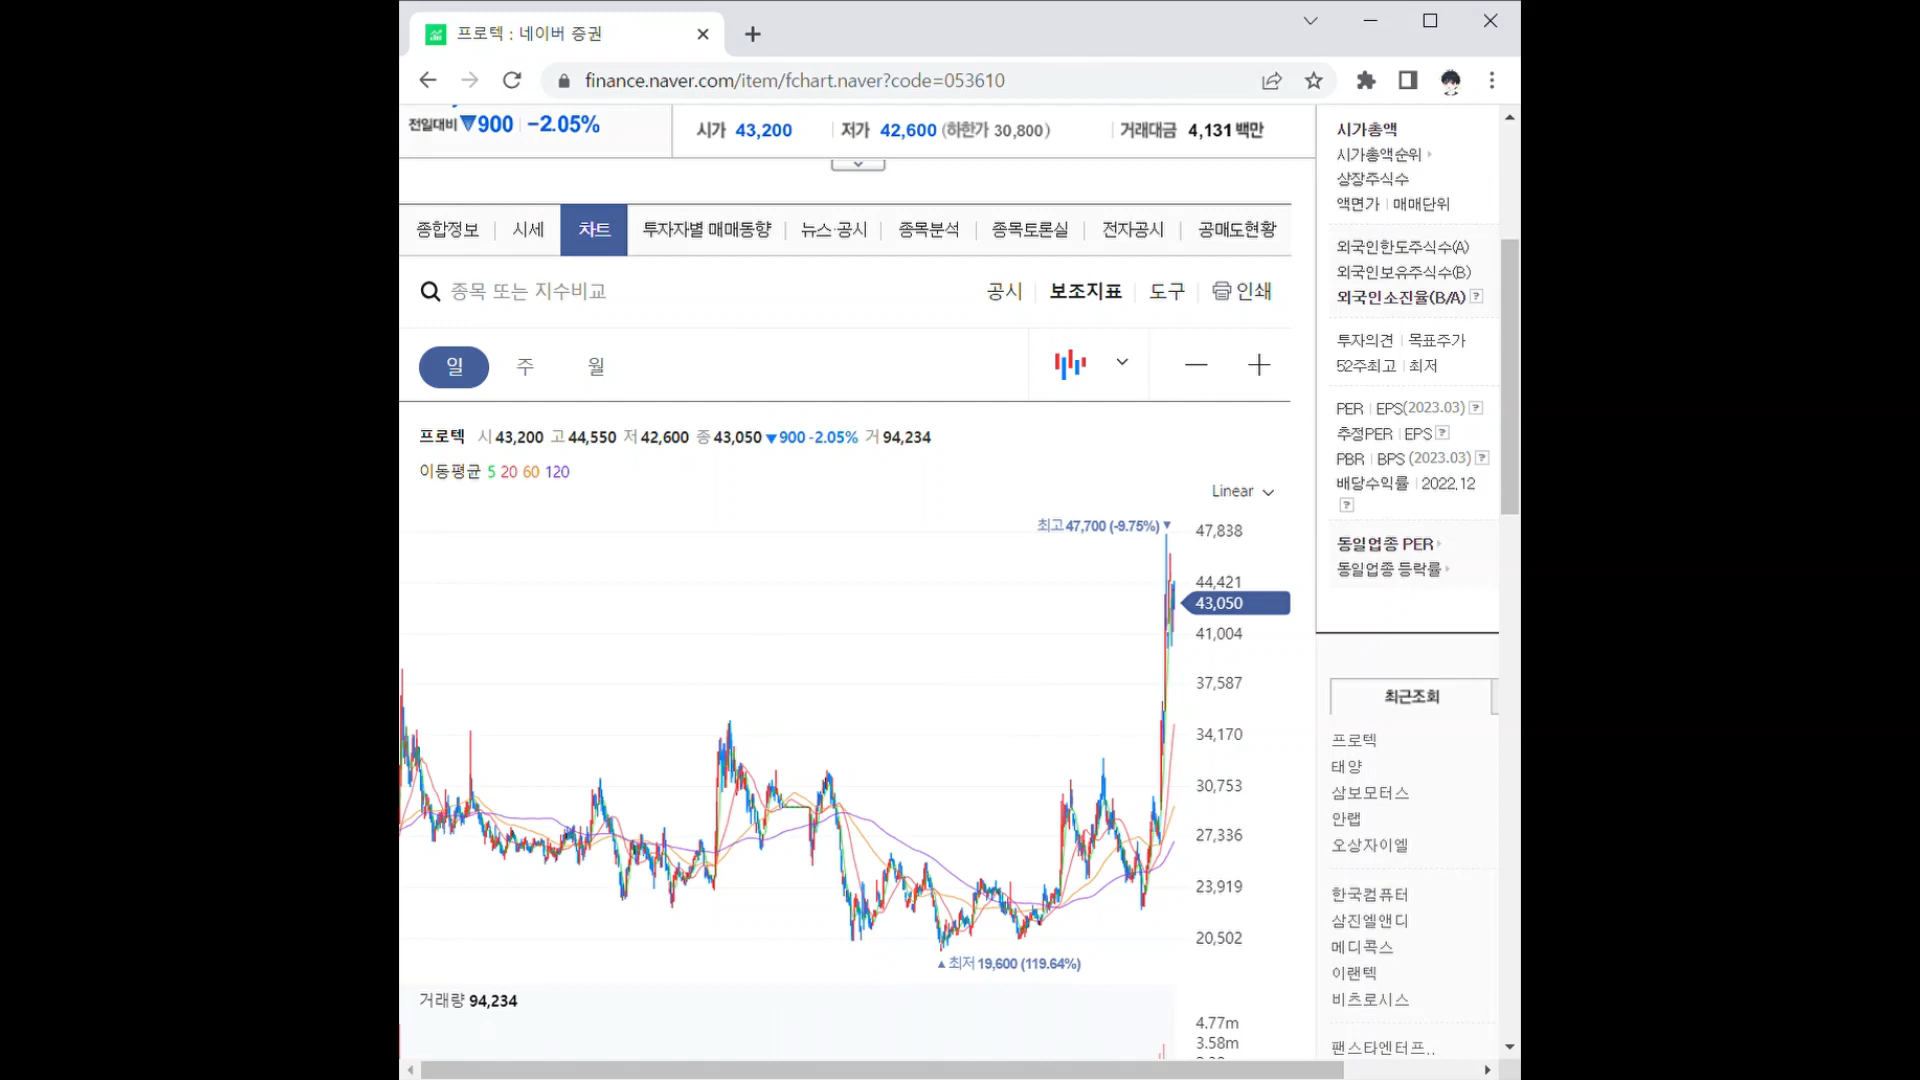 프로텍 : 네이버 증권
finance.naver.com/item/fchart.naver?code=053610
전일대비 ▼900 -2.05%
시가 43,200 저가 42,600 (하한가 30,800) 거래대금 4,131 백만
종합정보 시세 차트 투자자별 매매동향 뉴스·공시 종목분석 종목토론실 전자공시 공매도현황
종목 또는 지수비교
공시 보조지표 도구 인쇄
일 주 월
프로텍 시 43,200 고 44,550 저 42,600 종 43,050 ▼900 -2.05% 거 94,234
이동평균 5 20 60 120
Linear
최고 47,700 (-9.75%) ▼
47,838
44,421
43,050
41,004
37,587
34,170
30,753
27,336
23,919
20,502
▲ 최저 19,600 (119.64%)
거래량 94,234
4.77m
3.58m
시가총액
시가총액순위
상장주식수
액면가 매매단위
외국인한도주식수(A)
외국인보유주식수(B)
외국인소진율(B/A) ?
투자의견 목표주가
52주최고 최저
PER EPS(2023.03) ?
추정PER EPS ?
PBR BPS (2023.03) ?
배당수익률 2022.12
?
동일업종 PER
동일업종 등락률
최근조회
프로텍
태양
삼보모터스
안랩
오상자이엘
한국컴퓨터
삼진엘앤디
메디콕스
이랜텍
비츠로시스
팬스타엔터프..